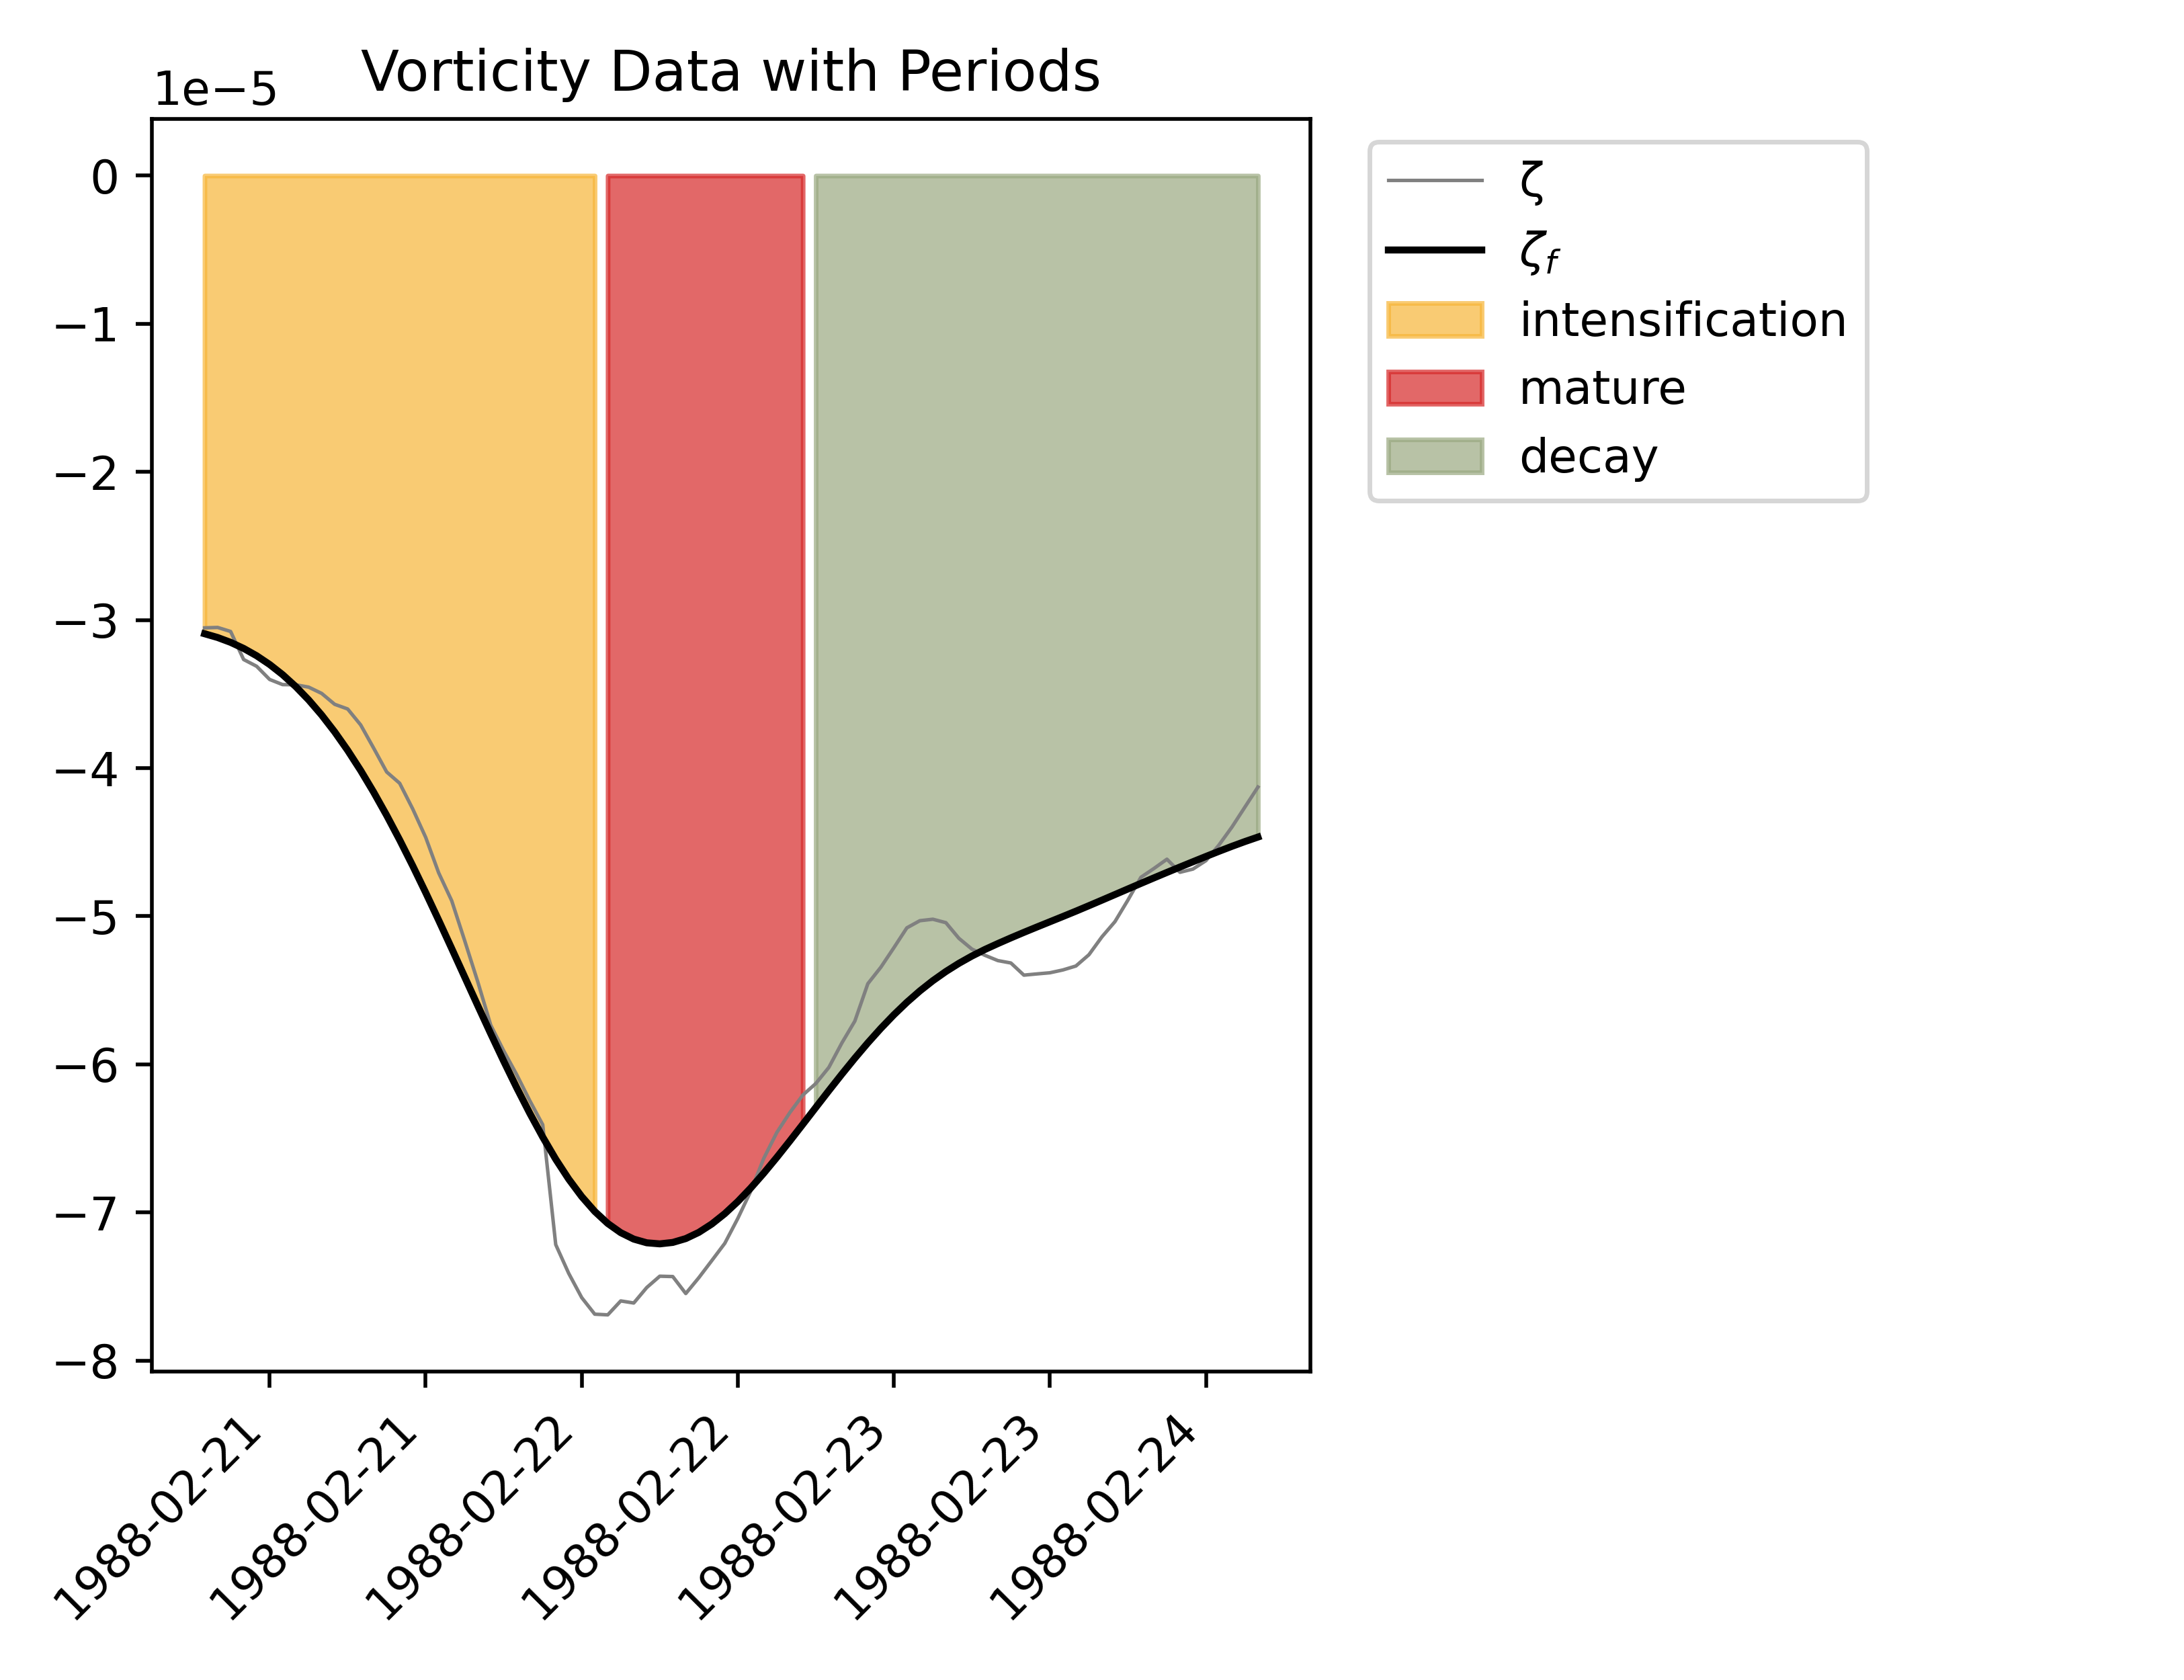 Vorticity Data with Periods
1e−5
0
−1
−2
−3
−4
−5
−6
−7
−8
1988-02-21
1988-02-21
1988-02-22
1988-02-22
1988-02-23
1988-02-23
1988-02-24
ζ
ζf
intensification
mature
decay